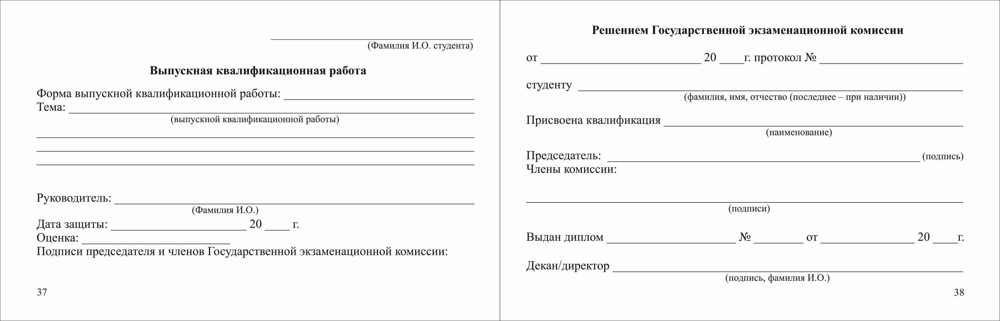 (Фамилия И.О. студента)
Выпускная квалификационная работа
Форма выпускной квалификационной работы:
Тема:
(выпускной квалификационной работы)
Руководитель:
(Фамилия И.О.)
Дата защиты: 20 г.
Оценка:
Подписи председателя и членов Государственной экзаменационной комиссии:
37
Решением Государственной экзаменационной комиссии
от 20 г. протокол №
студенту
(фамилия, имя, отчество (последнее – при наличии))
Присвоена квалификация
(наименование)
Председатель: (подпись)
Члены комиссии:
(подписи)
Выдан диплом № от 20 г.
Декан/директор
(подпись, фамилия И.О.)
38